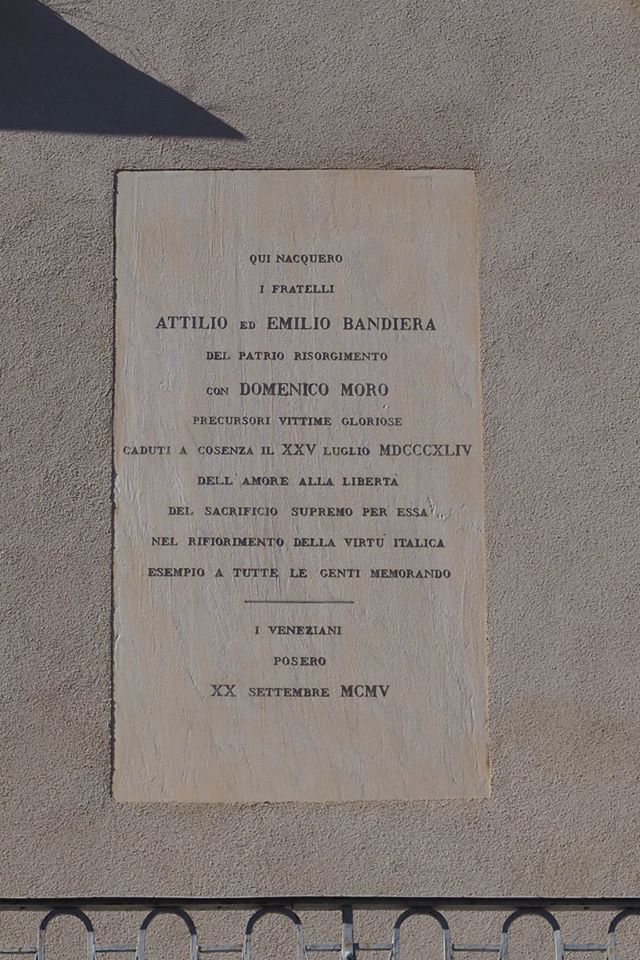 QUI NACQUERO
I FRATELLI
ATTILIO ED EMILIO BANDIERA
DEL PATRIO RISORGIMENTO
CON DOMENICO MORO
PRECURSORI VITTIME GLORIOSE
CADUTI A COSENZA IL XXV LUGLIO MDCCCXLIV
DELL'AMORE ALLA LIBERTÀ
DEL SACRIFICIO SUPREMO PER ESSA
NEL RIFIORIMENTO DELLA VIRTÙ ITALICA
ESEMPIO A TUTTE LE GENTI MEMORANDO
I VENEZIANI
POSERO
XX SETTEMBRE MCMV